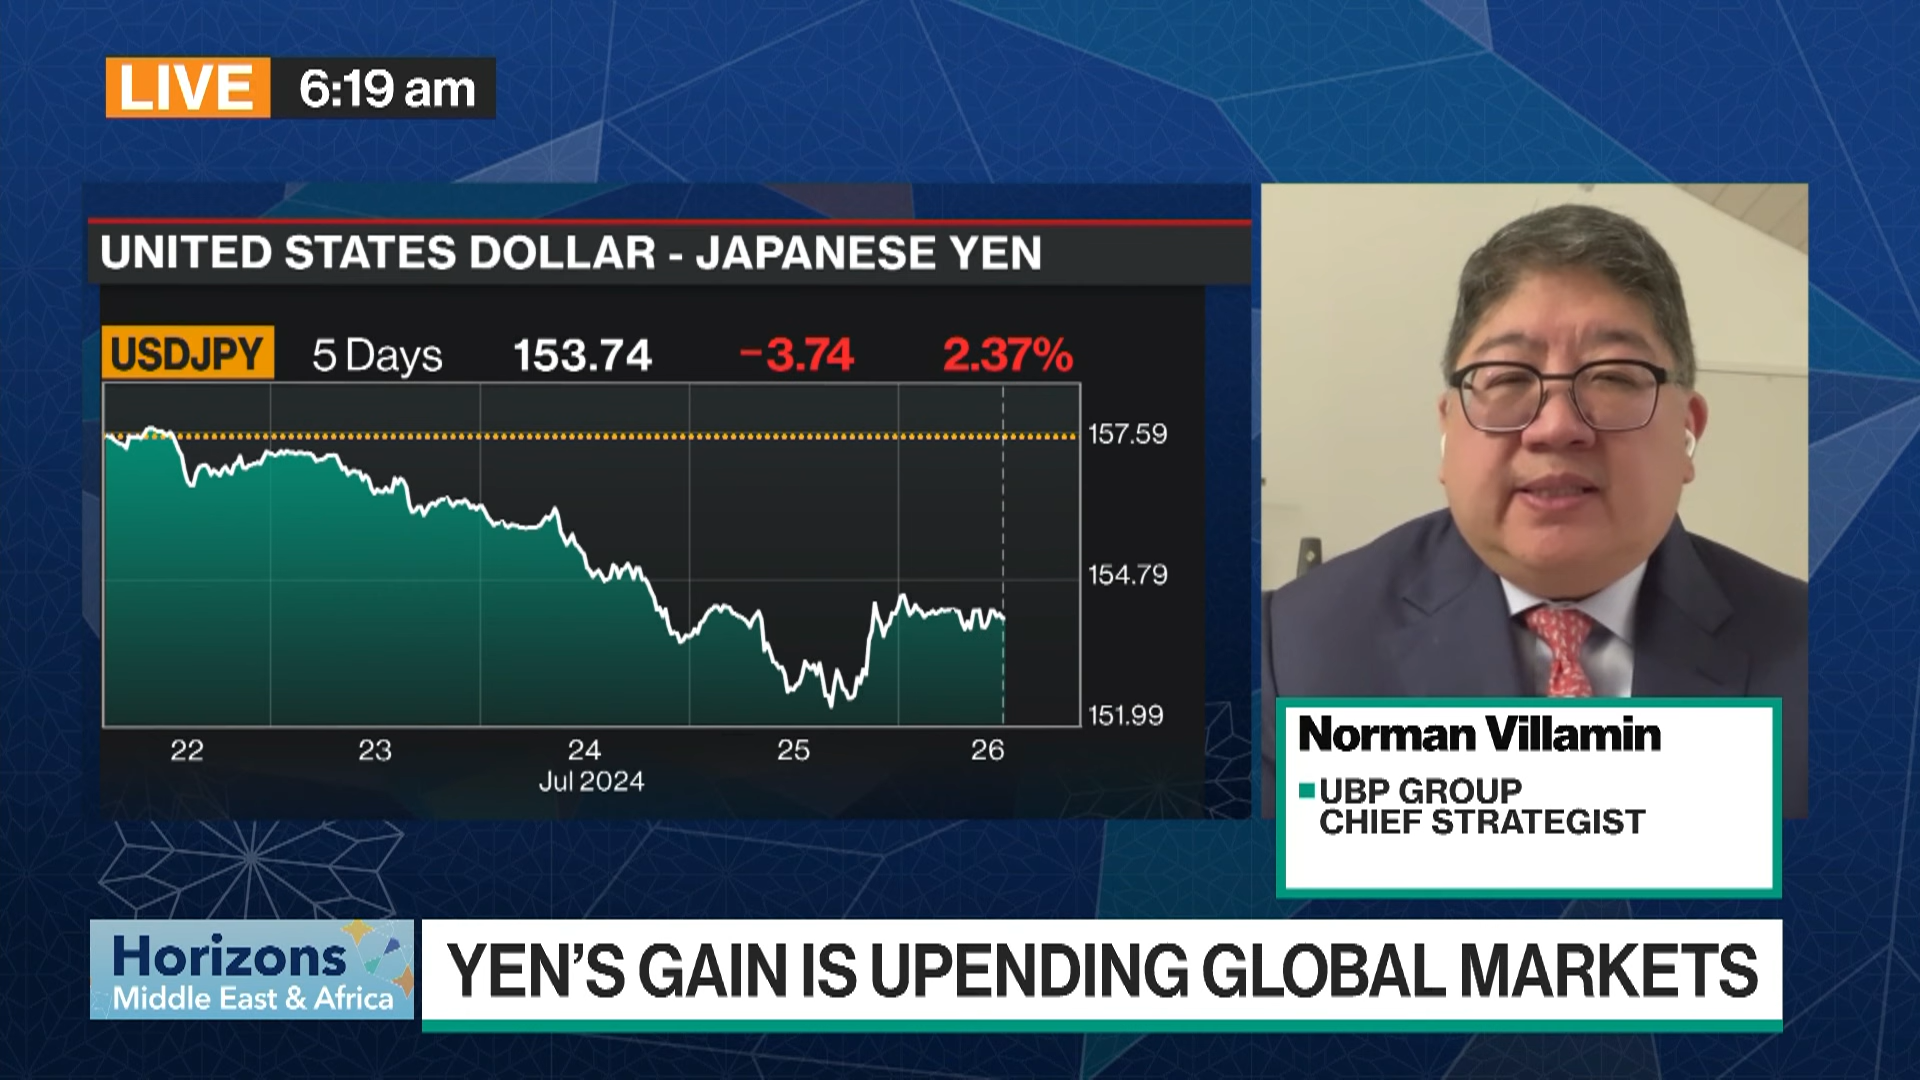 LIVE 6:19 am
UNITED STATES DOLLAR - JAPANESE YEN
USDJPY 5 Days 153.74 -3.74 2.37%
157.59
154.79
151.99
22 23 24 25 26
Jul 2024
Norman Villamin
UBP GROUP
CHIEF STRATEGIST
Horizons
Middle East & Africa
YEN'S GAIN IS UPENDING GLOBAL MARKETS